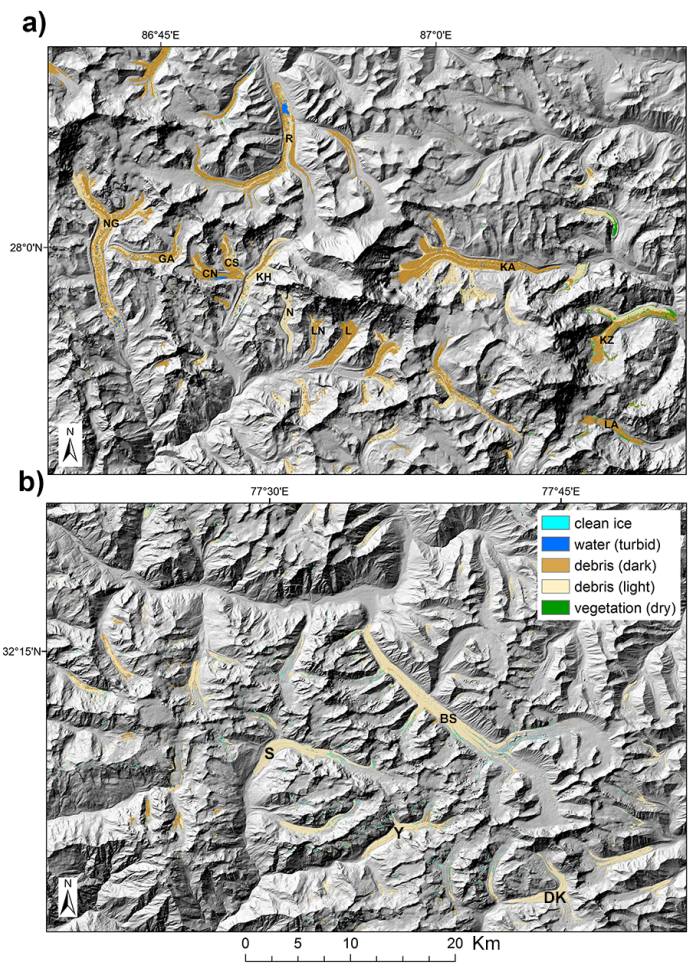 a)
86°45'E
87°0'E
R
NG
28°0'N
GA
CS
CN
KH
KA
N
LN
L
KZ
LA
N
b)
77°30'E
77°45'E
clean ice
water (turbid)
debris (dark)
debris (light)
vegetation (dry)
32°15'N
BS
S
Y
DK
N
0 5 10 20 Km